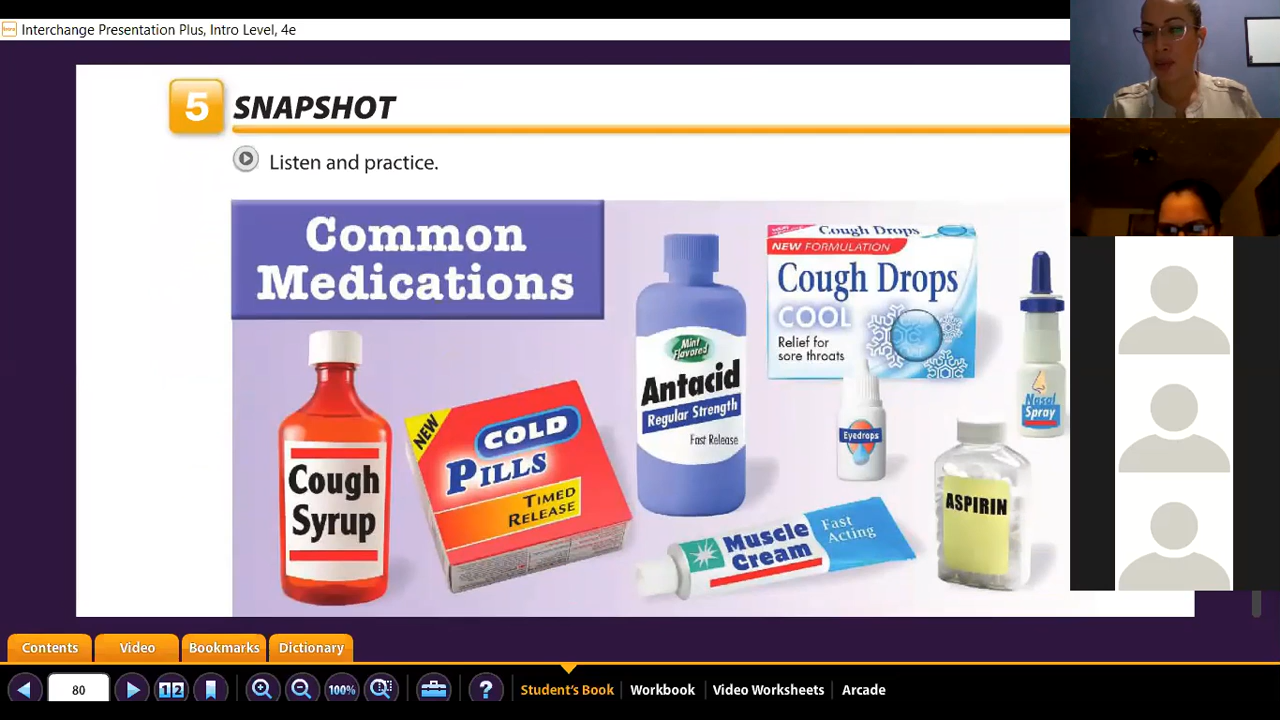 Interchange Presentation Plus, Intro Level, 4e
5 SNAPSHOT
Listen and practice.
Common
Medications
Cough
Syrup
NEW
COLD
PILLS
TIMED
RELEASE
Mint
Flavored
Antacid
Regular Strength
Fast Release
Cough Drops
NEW FORMULATION
Cough Drops
COOL
Relief for
sore throats
Eyedrops
Nasal
Spray
Muscle
Cream
Fast
Acting
ASPIRIN
Contents Video Bookmarks Dictionary
80 12 100% ? Student's Book Workbook Video Worksheets Arcade